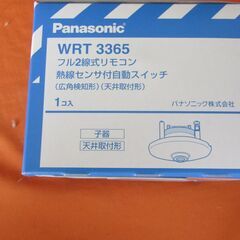 Panasonic
WRT 3365
フル2線式リモコン
熱線センサ付自動スイッチ
(広角検知形)(天井取付形)
1コ入
パナソニック株式会社
子器
天井取付形